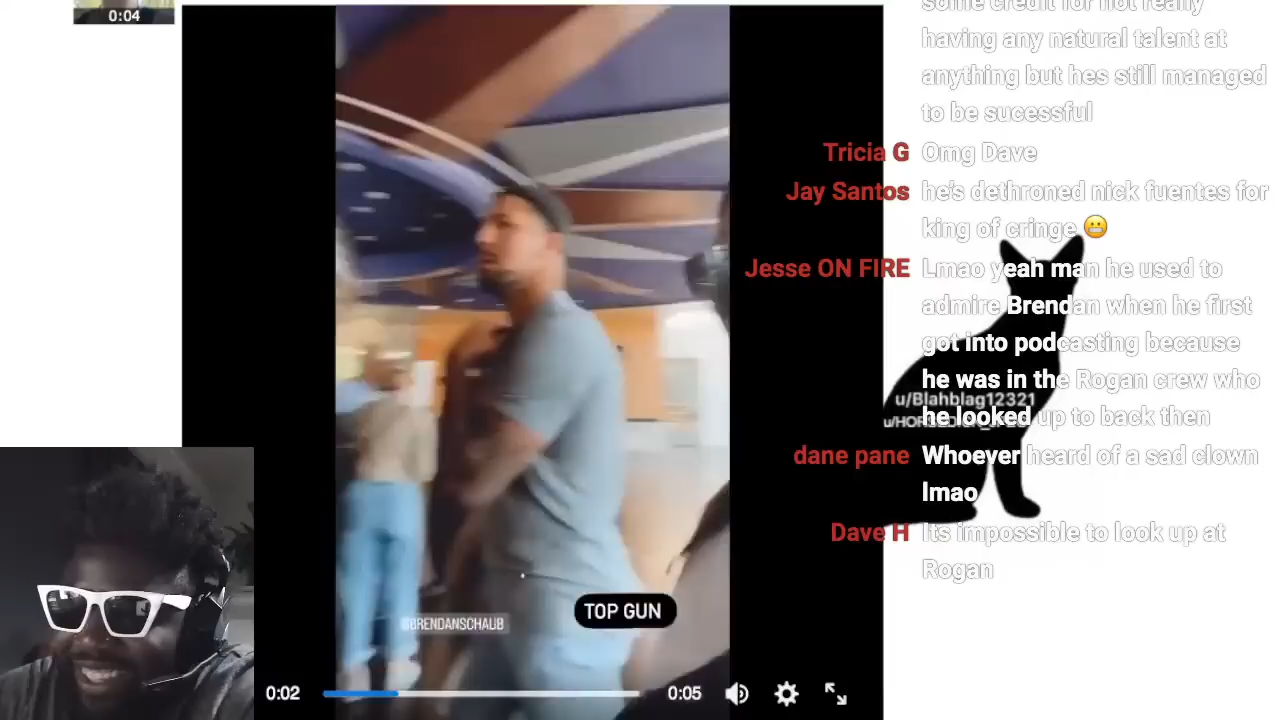 0:04
some credit for not really
having any natural talent at
anything but hes still managed
to be sucessful
Tricia G Omg Dave
Jay Santos he's dethroned nick fuentes for
king of cringe 😬
Jesse ON FIRE Lmao yeah man he used to
admire Brendan when he first
got into podcasting because
he was in the Rogan crew who
he looked up to back then
u/Blahblag12321
dane pane Whoever heard of a sad clown
lmao
Dave H Its impossible to look up at
Rogan
TOP GUN
@BRENDANSCHAUB
0:02
0:05